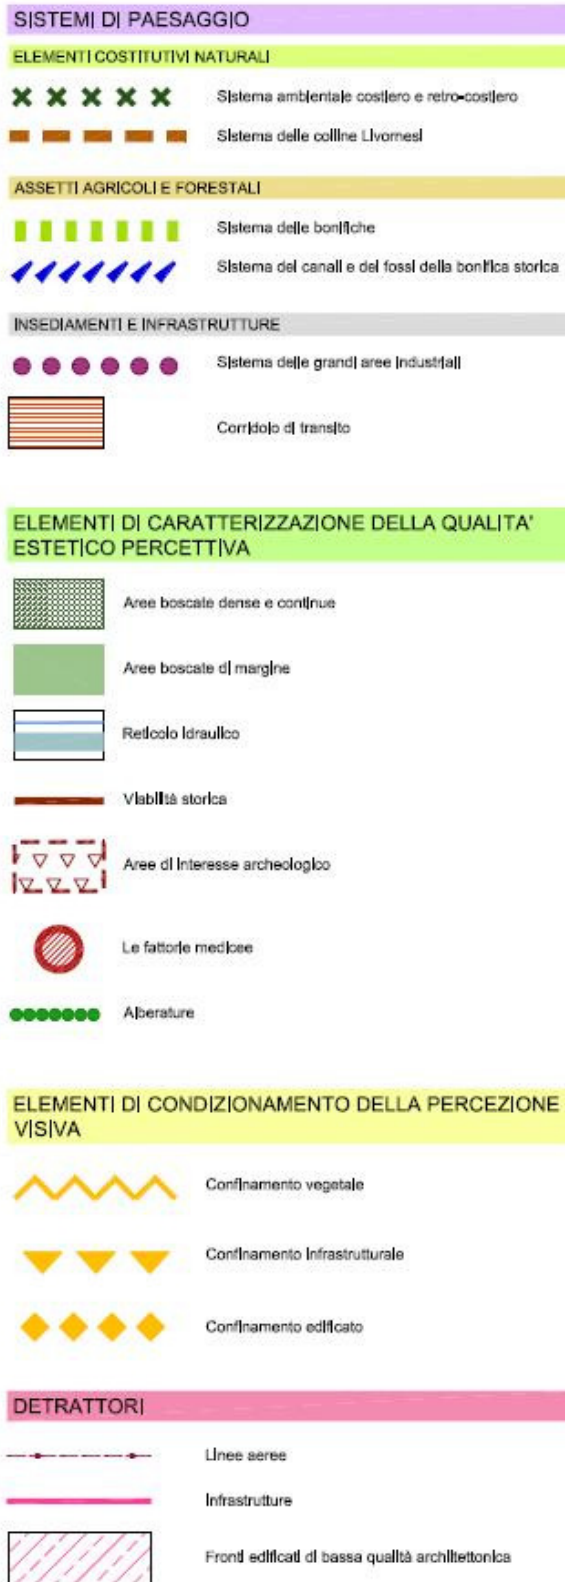 SISTEMI DI PAESAGGIO
ELEMENTI COSTITUTIVI NATURALI
Sistema ambientale costiero e retro-costiero
Sistema delle colline Livornesi
ASSETTI AGRICOLI E FORESTALI
Sistema delle bonifiche
Sistema dei canali e dei fossi della bonifica storica
INSEDIAMENTI E INFRASTRUTTURE
Sistema delle grandi aree industriali
Corridoio di transito
ELEMENTI DI CARATTERIZZAZIONE DELLA QUALITA'
ESTETICO PERCETTIVA
Aree boscate dense e continue
Aree boscate di margine
Reticolo idraulico
Viabilità storica
Aree di interesse archeologico
Le fattorie medicee
Alberature
ELEMENTI DI CONDIZIONAMENTO DELLA PERCEZIONE
VISIVA
Confinamento vegetale
Confinamento infrastrutturale
Confinamento edificato
DETRATTORI
Linee aeree
Infrastrutture
Fronti edificati di bassa qualità archiitettonica